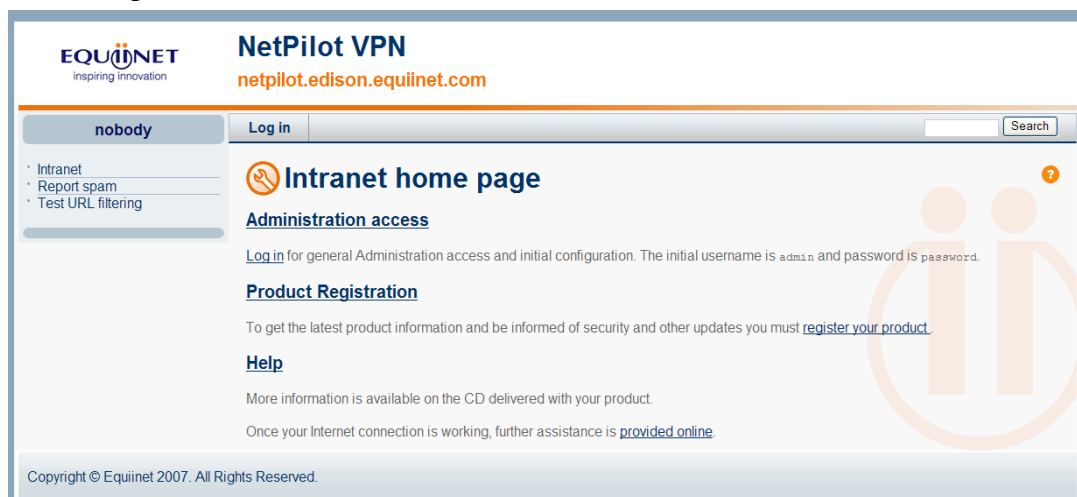 EQUiiNET
inspiring innovation
NetPilot VPN
netpilot.edison.equiinet.com
nobody
Log in
Search
Intranet
Report spam
Test URL filtering
Intranet home page
?
Administration access
Log in for general Administration access and initial configuration. The initial username is admin and password is password.
Product Registration
To get the latest product information and be informed of security and other updates you must register your product .
Help
More information is available on the CD delivered with your product.
Once your Internet connection is working, further assistance is provided online.
Copyright © Equiinet 2007. All Rights Reserved.